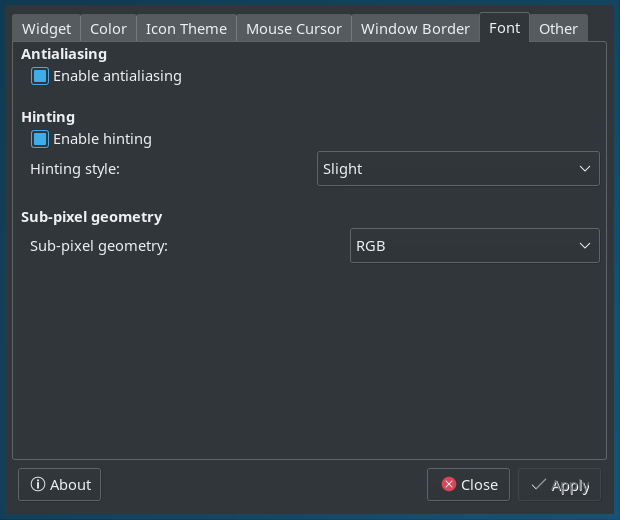 Widget Color Icon Theme Mouse Cursor Window Border Font Other
Antialiasing
Enable antialiasing
Hinting
Enable hinting
Hinting style: Slight
Sub-pixel geometry
Sub-pixel geometry: RGB
About Close Apply